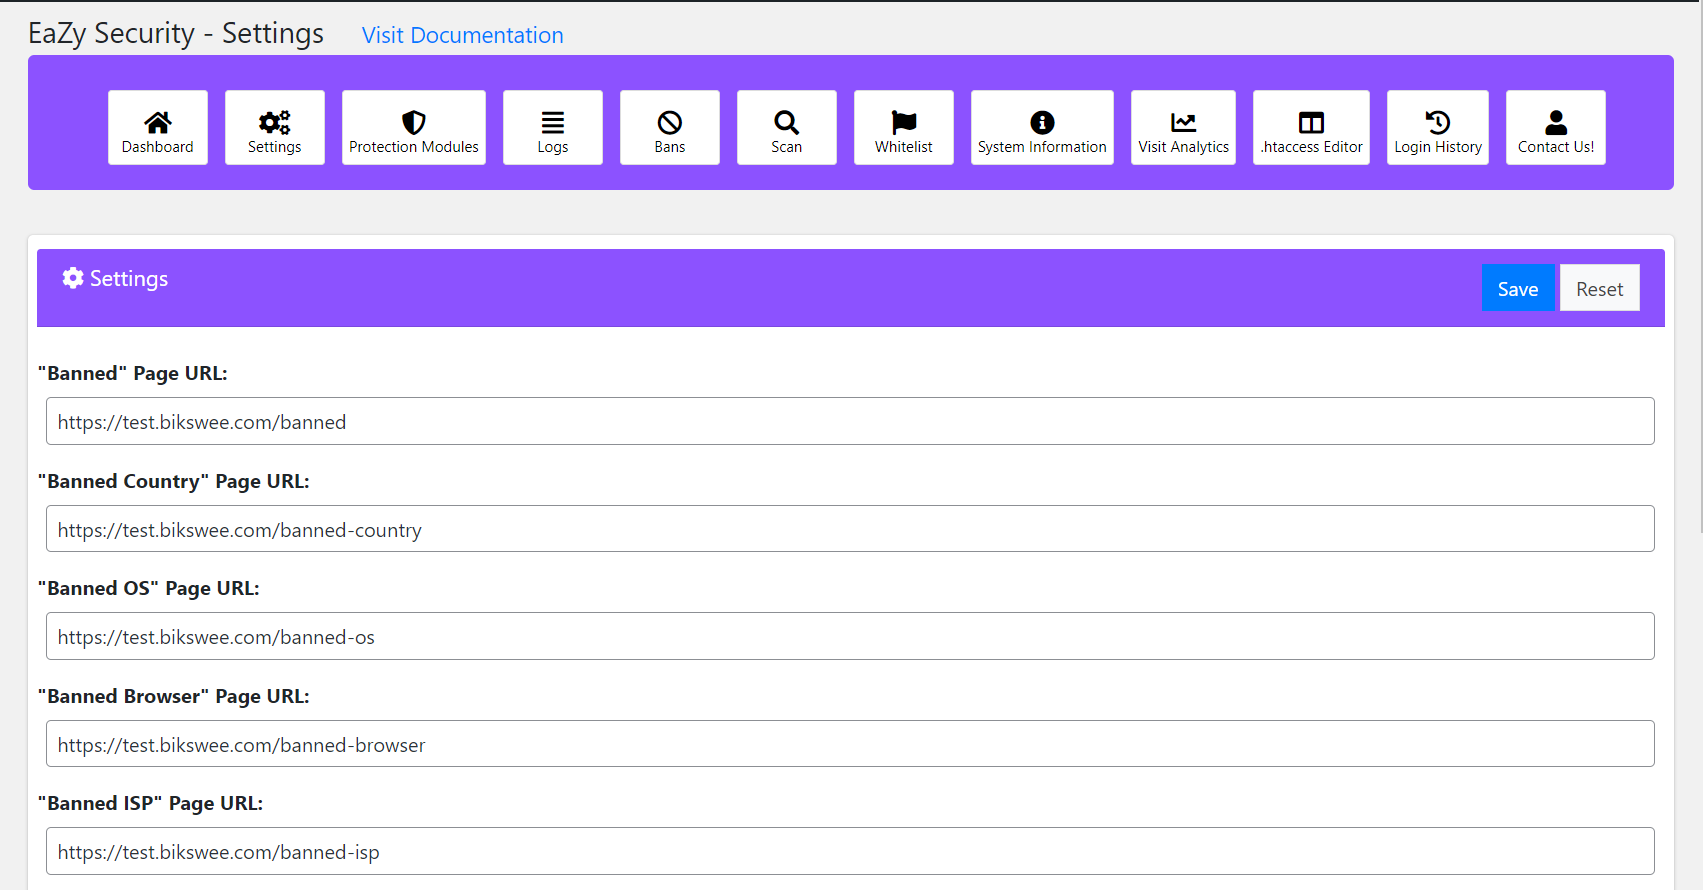 EaZy Security - Settings Visit Documentation
Dashboard Settings Protection Modules Logs Bans Scan Whitelist System Information Visit Analytics .htaccess Editor Login History Contact Us!
Settings Save Reset
"Banned" Page URL:
https://test.bikswee.com/banned
"Banned Country" Page URL:
https://test.bikswee.com/banned-country
"Banned OS" Page URL:
https://test.bikswee.com/banned-os
"Banned Browser" Page URL:
https://test.bikswee.com/banned-browser
"Banned ISP" Page URL:
https://test.bikswee.com/banned-isp